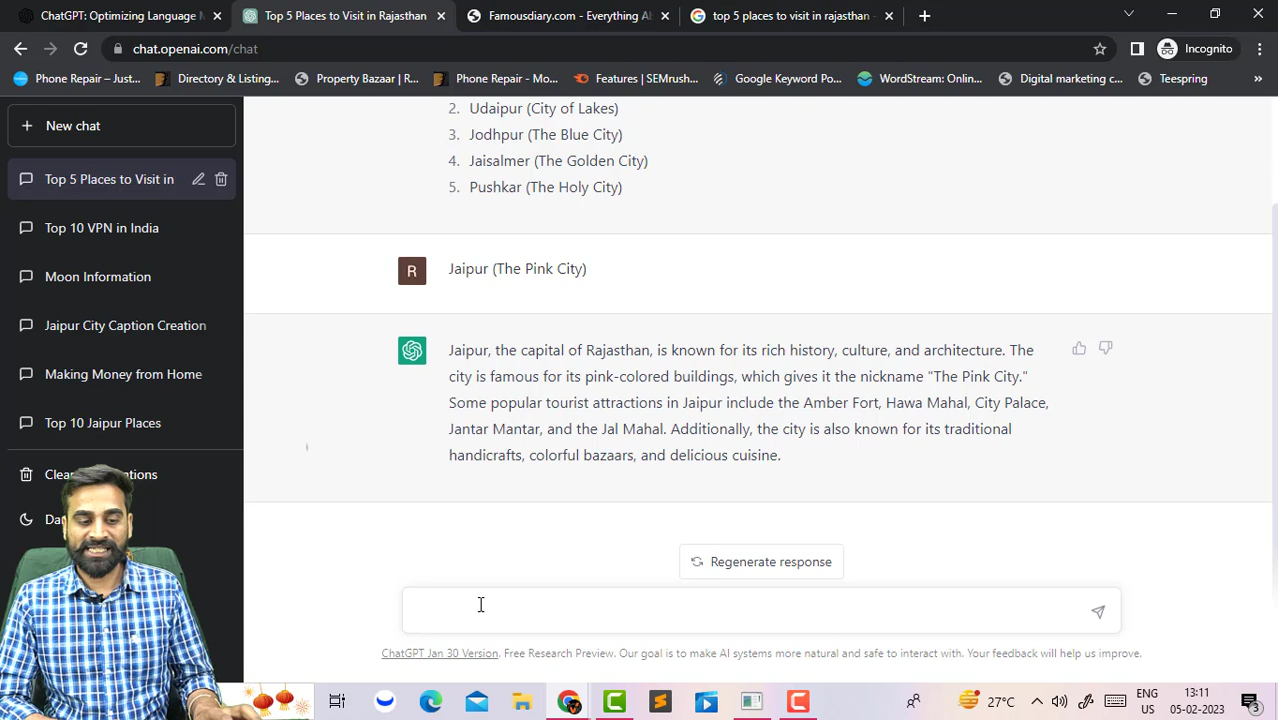 ChatGPT: Optimizing Language M
Top 5 Places to Visit in Rajasthan
Famousdiary.com - Everything Ab
top 5 places to visit in rajasthan -
chat.openai.com/chat
Incognito
Phone Repair – Just...
Directory & Listing...
Property Bazaar | R...
Phone Repair - Mo...
Features | SEMrush...
Google Keyword Po...
WordStream: Onlin...
Digital marketing c...
Teespring
»
New chat
Top 5 Places to Visit in
Top 10 VPN in India
Moon Information
Jaipur City Caption Creation
Making Money from Home
Top 10 Jaipur Places
2. Udaipur (City of Lakes)
3. Jodhpur (The Blue City)
4. Jaisalmer (The Golden City)
5. Pushkar (The Holy City)
R
Jaipur (The Pink City)
Jaipur, the capital of Rajasthan, is known for its rich history, culture, and architecture. The
city is famous for its pink-colored buildings, which gives it the nickname "The Pink City."
Some popular tourist attractions in Jaipur include the Amber Fort, Hawa Mahal, City Palace,
Jantar Mantar, and the Jal Mahal. Additionally, the city is also known for its traditional
handicrafts, colorful bazaars, and delicious cuisine.
Regenerate response
ChatGPT Jan 30 Version. Free Research Preview. Our goal is to make AI systems more natural and safe to interact with. Your feedback will help us improve.
27°C
ENG
US
13:11
05-02-2023
3